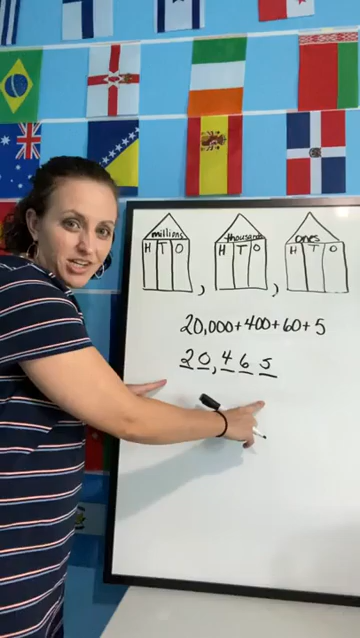 millions thousands ones
H T O , H T O , H T O
20,000+400+60+5
20,465